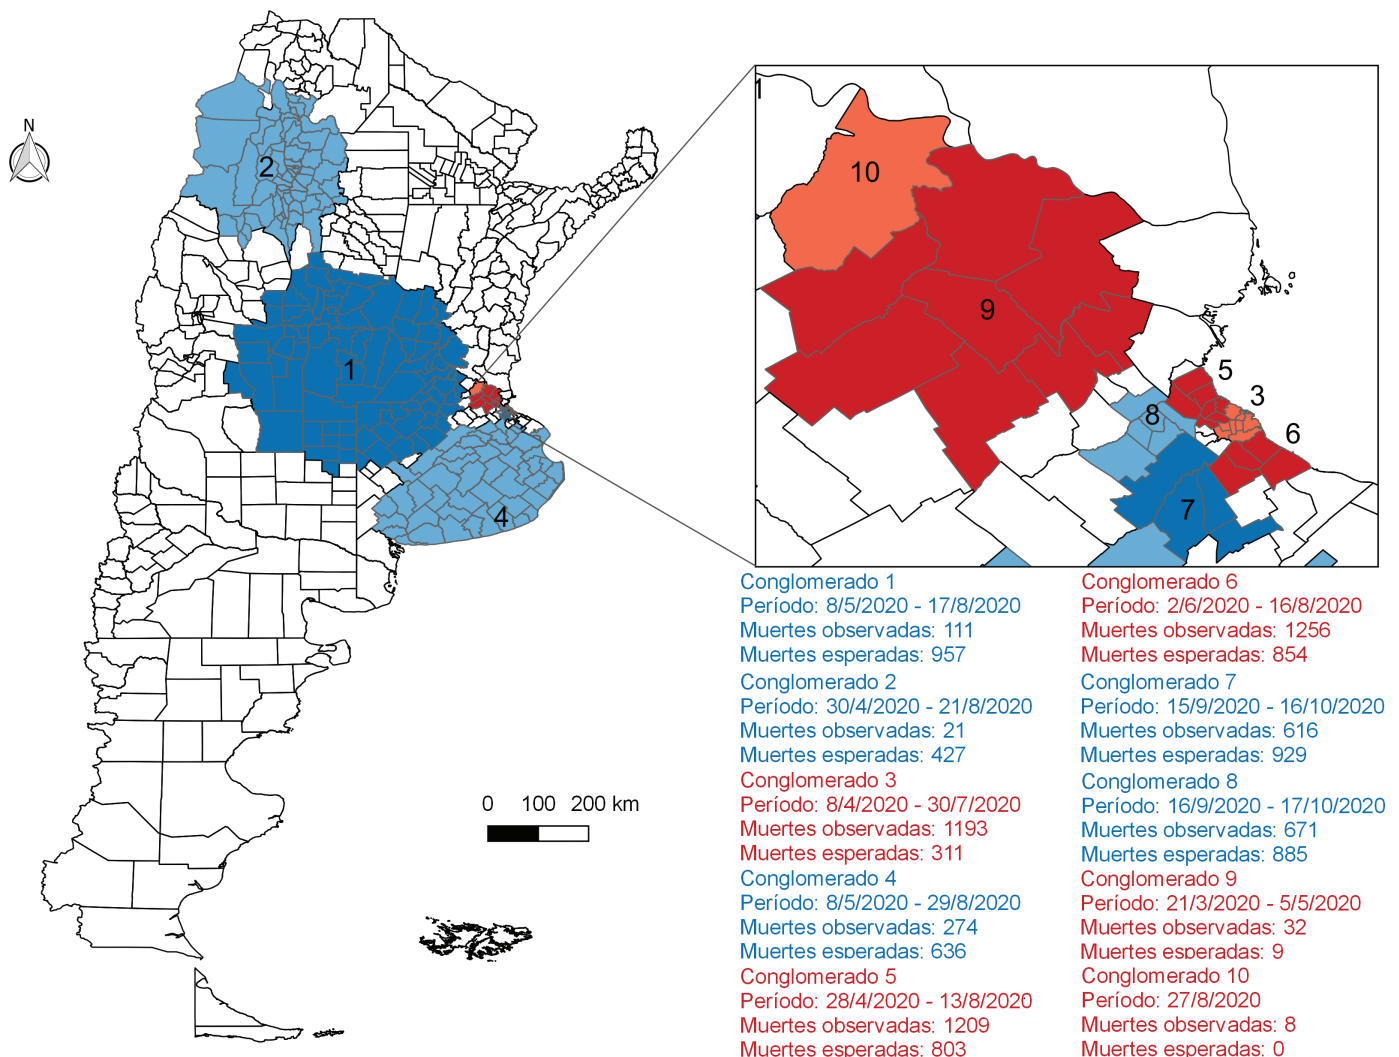 N
2
1
4
0 100 200 km
1
10
9
5
3
8
6
7
Conglomerado 1
Período: 8/5/2020 - 17/8/2020
Muertes observadas: 111
Muertes esperadas: 957
Conglomerado 2
Período: 30/4/2020 - 21/8/2020
Muertes observadas: 21
Muertes esperadas: 427
Conglomerado 3
Período: 8/4/2020 - 30/7/2020
Muertes observadas: 1193
Muertes esperadas: 311
Conglomerado 4
Período: 8/5/2020 - 29/8/2020
Muertes observadas: 274
Muertes esperadas: 636
Conglomerado 5
Período: 28/4/2020 - 13/8/2020
Muertes observadas: 1209
Muertes esperadas: 803
Conglomerado 6
Período: 2/6/2020 - 16/8/2020
Muertes observadas: 1256
Muertes esperadas: 854
Conglomerado 7
Período: 15/9/2020 - 16/10/2020
Muertes observadas: 616
Muertes esperadas: 929
Conglomerado 8
Período: 16/9/2020 - 17/10/2020
Muertes observadas: 671
Muertes esperadas: 885
Conglomerado 9
Período: 21/3/2020 - 5/5/2020
Muertes observadas: 32
Muertes esperadas: 9
Conglomerado 10
Período: 27/8/2020
Muertes observadas: 8
Muertes esperadas: 0